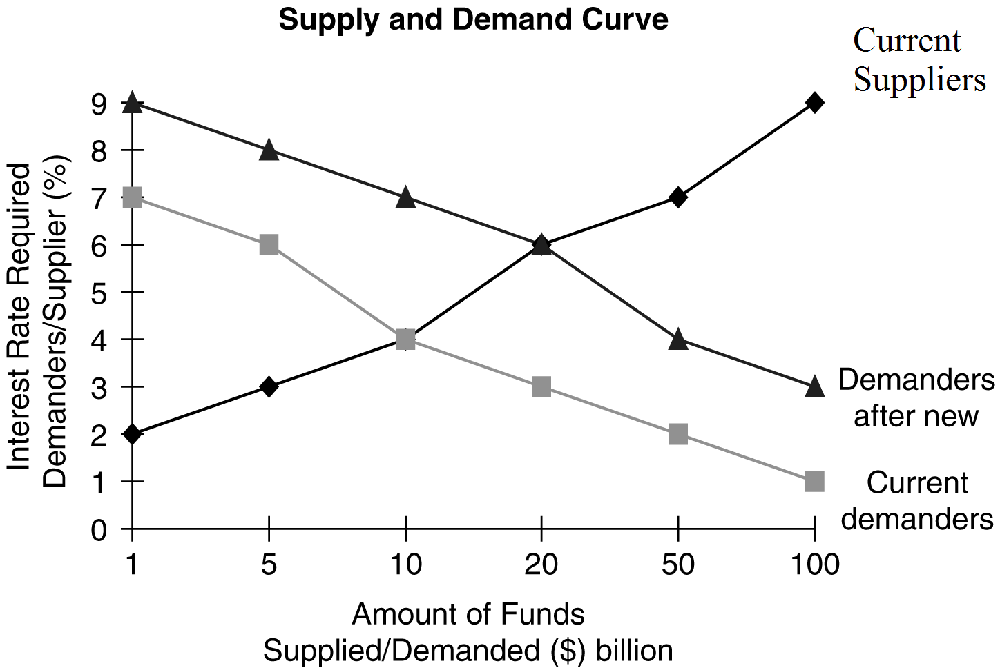 Supply and Demand Curve
Current
Suppliers
Interest Rate Required
Demanders/Supplier (%)
9
8
7
6
5
4
3
2
1
0
Demanders
after new
Current
demanders
1 5 10 20 50 100
Amount of Funds
Supplied/Demanded ($) billion